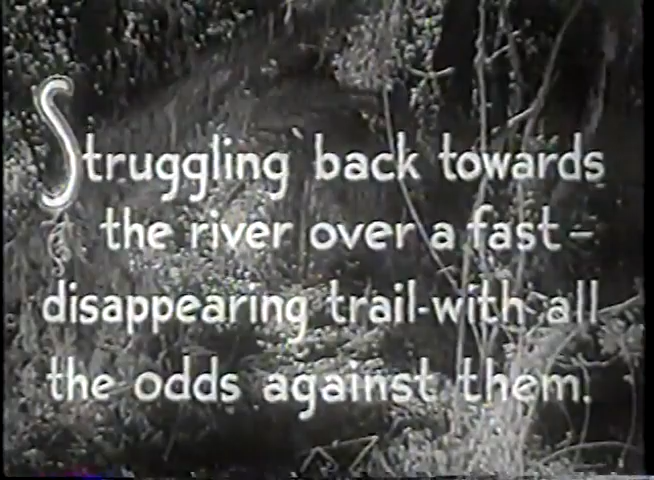 Struggling back towards
the river over a fast-
disappearing trail-with all
the odds against them.